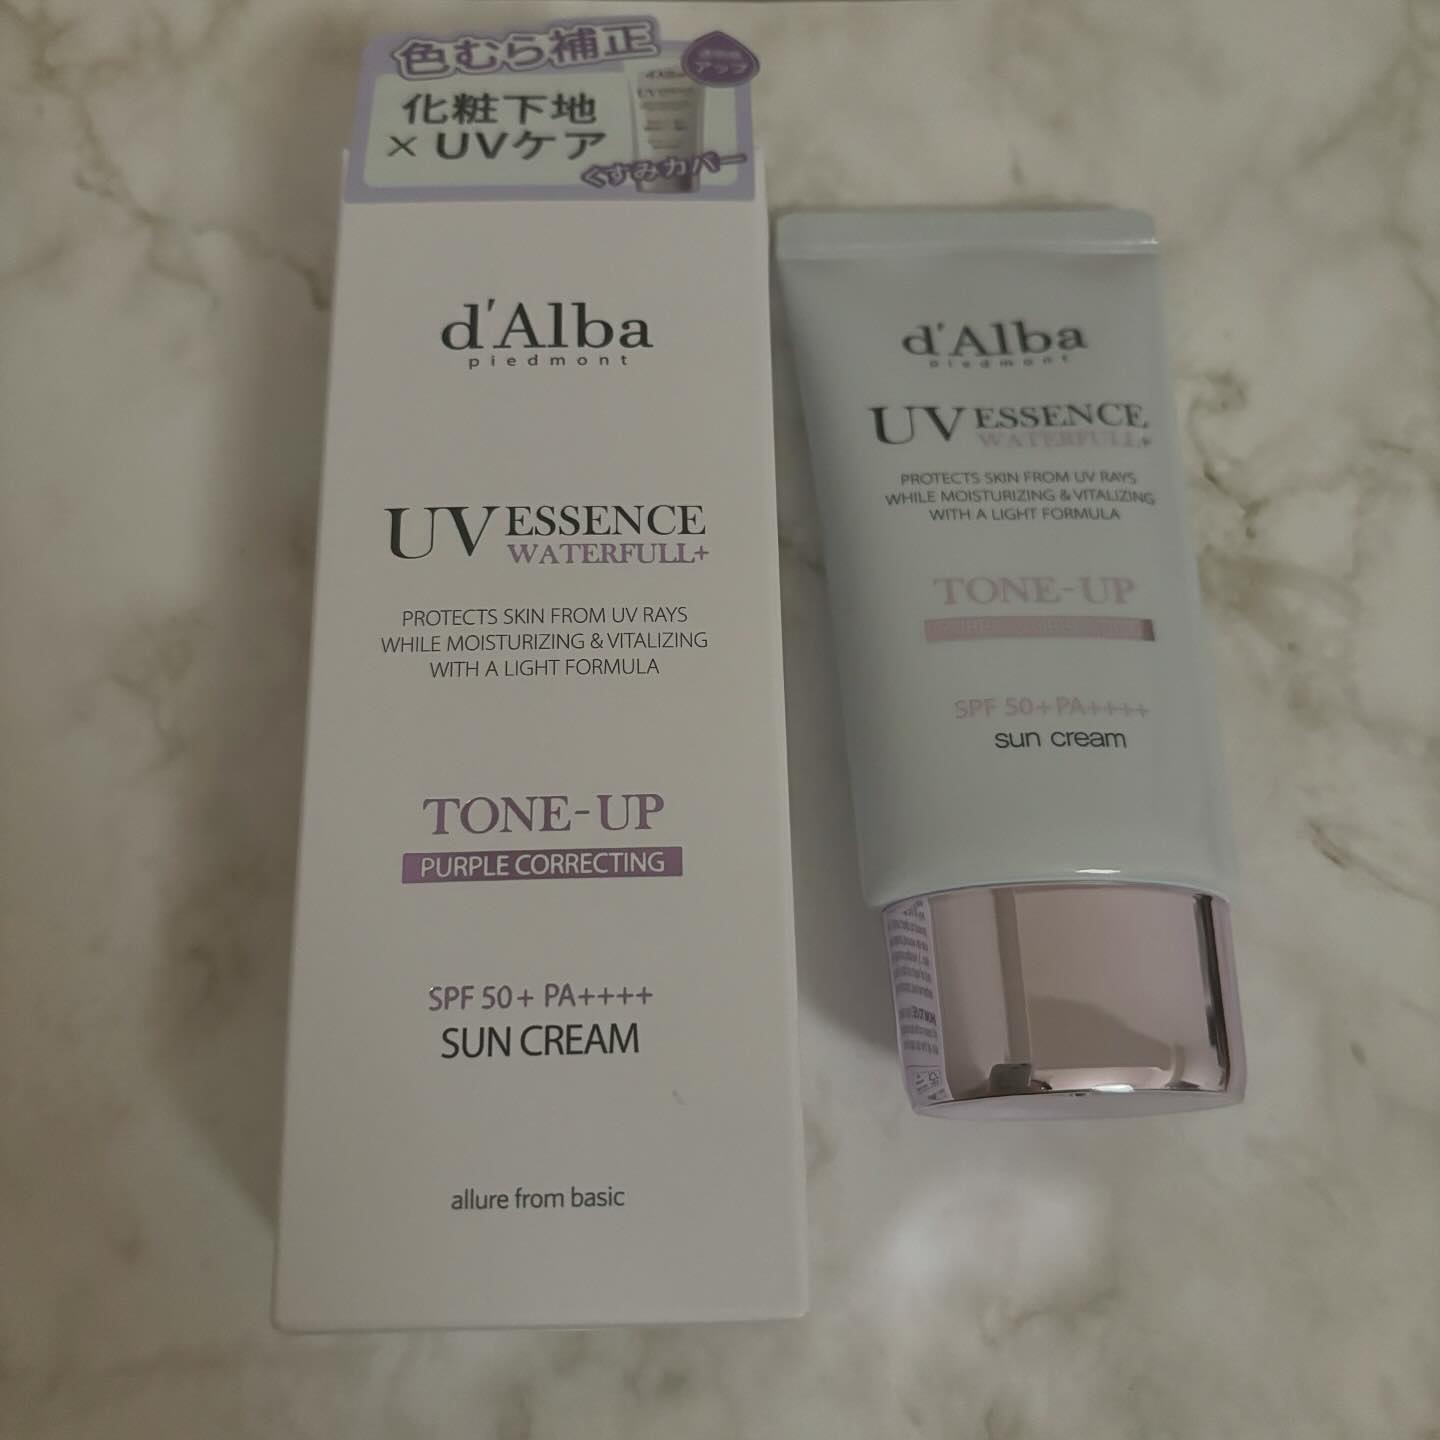 色むら補正
アップ
化粧下地
× UVケア
くすみカバー
d'Alba
piedmont
UV ESSENCE
WATERFULL+
PROTECTS SKIN FROM UV RAYS
WHILE MOISTURIZING & VITALIZING
WITH A LIGHT FORMULA
TONE-UP
PURPLE CORRECTING
SPF 50+ PA++++
SUN CREAM
allure from basic
d'Alba
piedmont
UV ESSENCE
WATERFULL+
PROTECTS SKIN FROM UV RAYS
WHILE MOISTURIZING & VITALIZING
WITH A LIGHT FORMULA
TONE-UP
SPF 50+ PA++++
sun cream